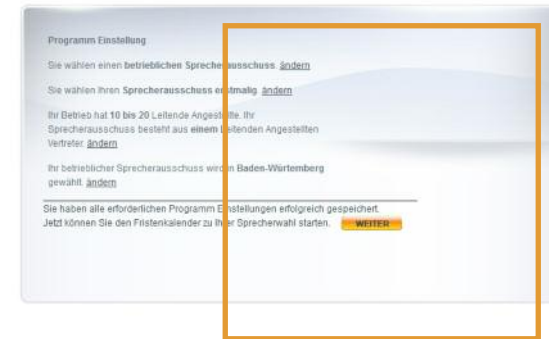 Programm Einstellung
Sie wählen einen betrieblichen Sprecherausschuss. ändern
Sie wählen Ihren Sprecherausschuss erstmalig. ändern
Ihr Betrieb hat 10 bis 20 Leitende Angestellte. Ihr
Sprecherausschuss besteht aus einem Leitenden Angestellten
Vertreter. ändern
Ihr betrieblicher Sprecherausschuss wird in Baden-Würtemberg
gewählt. ändern
Sie haben alle erforderlichen Programm Einstellungen erfolgreich gespeichert.
Jetzt können Sie den Fristenkalender zu Ihrer Sprecherwahl starten. WEITER